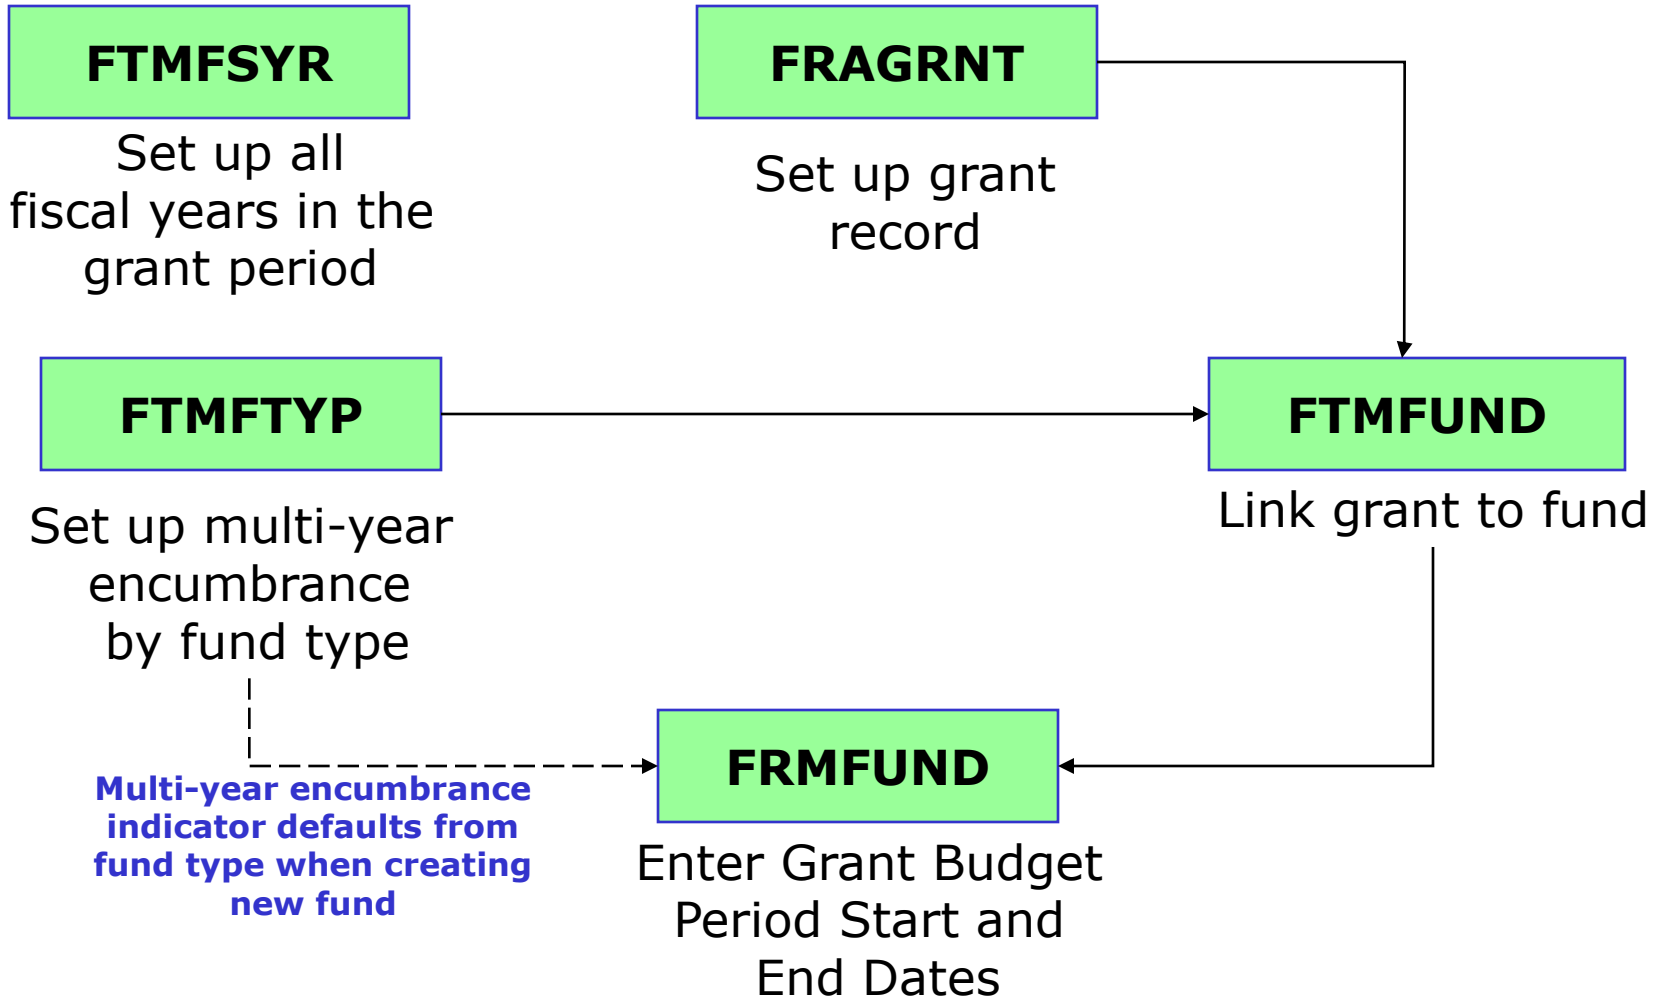 FTMFSYR
Set up all
fiscal years in the
grant period
FRAGRNT
Set up grant
record
FTMFTYP
Set up multi-year
encumbrance
by fund type
FTMFUND
Link grant to fund
Multi-year encumbrance
indicator defaults from
fund type when creating
new fund
FRMFUND
Enter Grant Budget
Period Start and
End Dates